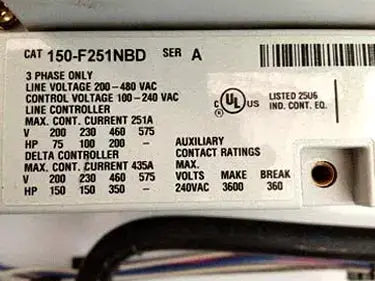 CAT 150-F251NBD SER A
3 PHASE ONLY
LINE VOLTAGE 200-480 VAC
CONTROL VOLTAGE 100-240 VAC
LINE CONTROLLER
MAX. CONT. CURRENT 251A
V 200 230 460 575
HP 75 100 200 -
DELTA CONTROLLER
MAX. CONT. CURRENT 435A
V 200 230 460 575
HP 150 150 350 -
C UL US
LISTED 25U6
IND. CONT. EQ.
AUXILIARY
CONTACT RATINGS
MAX.
VOLTS MAKE BREAK
240VAC 3600 360